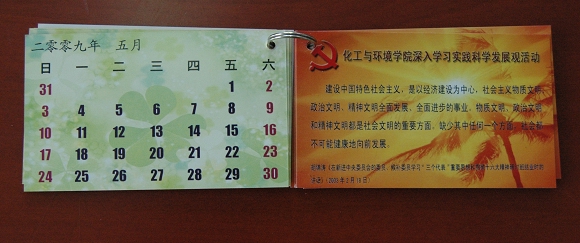 二零零九年 五月
日 一 二 三 四 五 六
31 1 2
3 4 5 6 7 8 9
10 11 12 13 14 15 16
17 18 19 20 21 22 23
24 25 26 27 28 29 30
化工与环境学院深入学习实践科学发展观活动
建设中国特色社会主义，是以经济建设为中心，社会主义物质文明、
政治文明、精神文明全面发展、全面进步的事业。物质文明、政治文明
和精神文明都是社会文明的重要方面，缺少其中任何一个方面，社会都
不可能健康地向前发展。